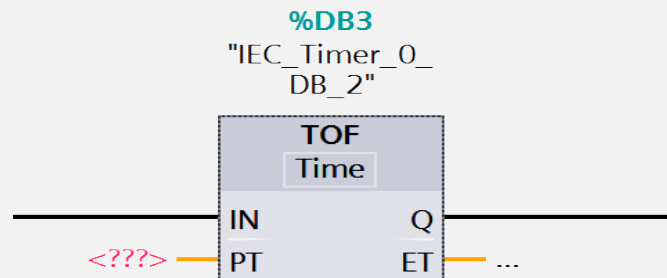 %DB3
"IEC_Timer_0_
DB_2"
TOF
Time
IN Q
<???> PT ET ...